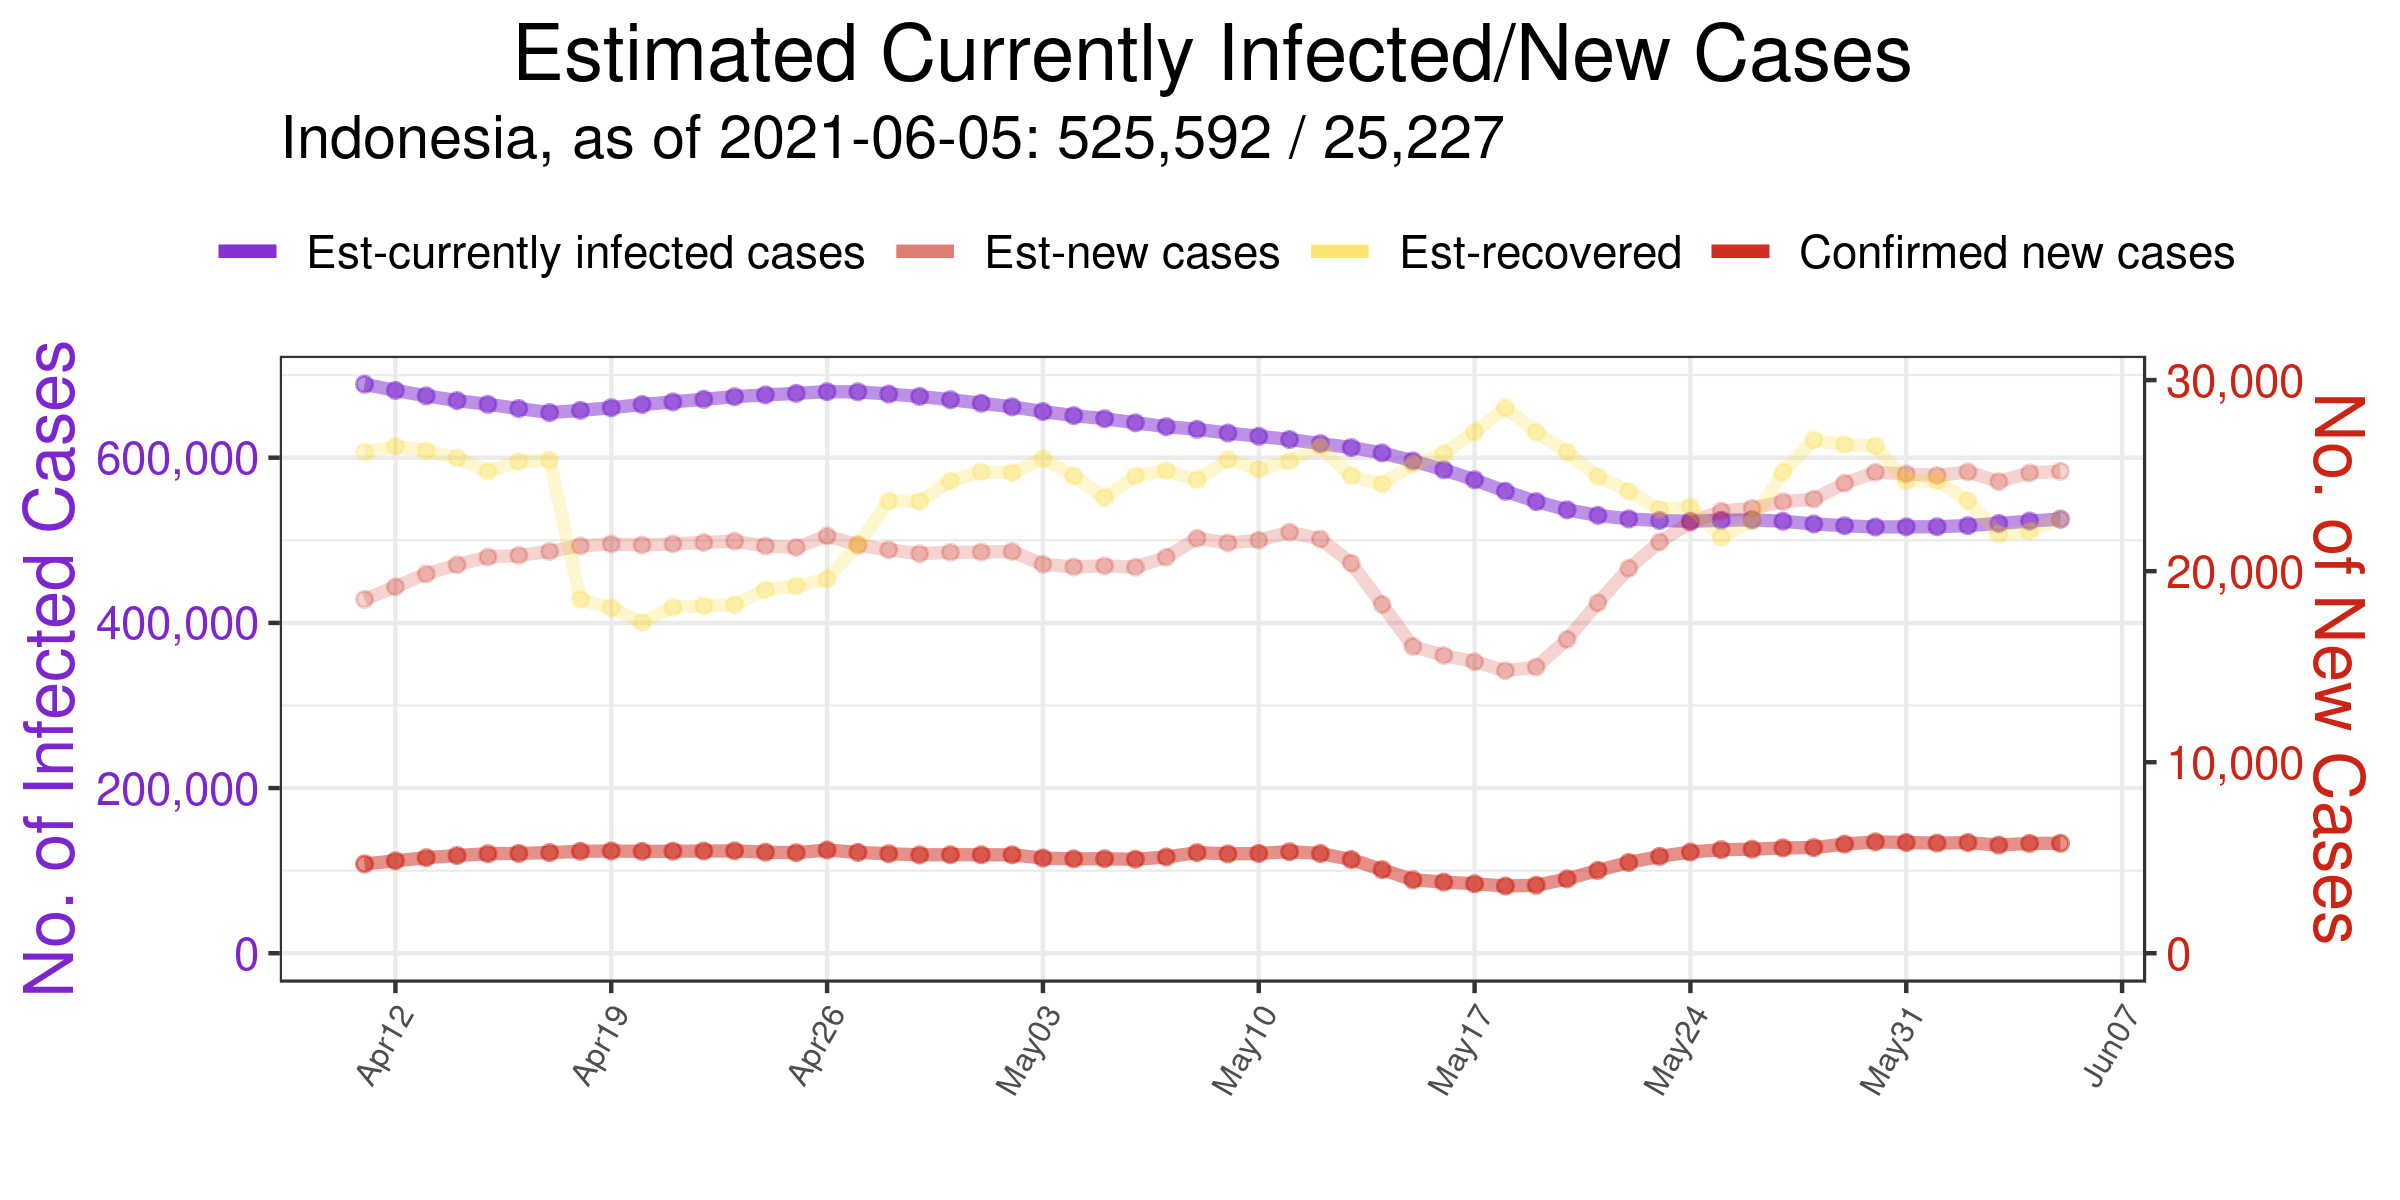 Estimated Currently Infected/New Cases
Indonesia, as of 2021-06-05: 525,592 / 25,227
Est-currently infected cases Est-new cases Est-recovered Confirmed new cases
No. of Infected Cases
600,000
400,000
200,000
0
30,000
20,000
10,000
0
No. of New Cases
Apr12 Apr19 Apr26 May03 May10 May17 May24 May31 Jun07